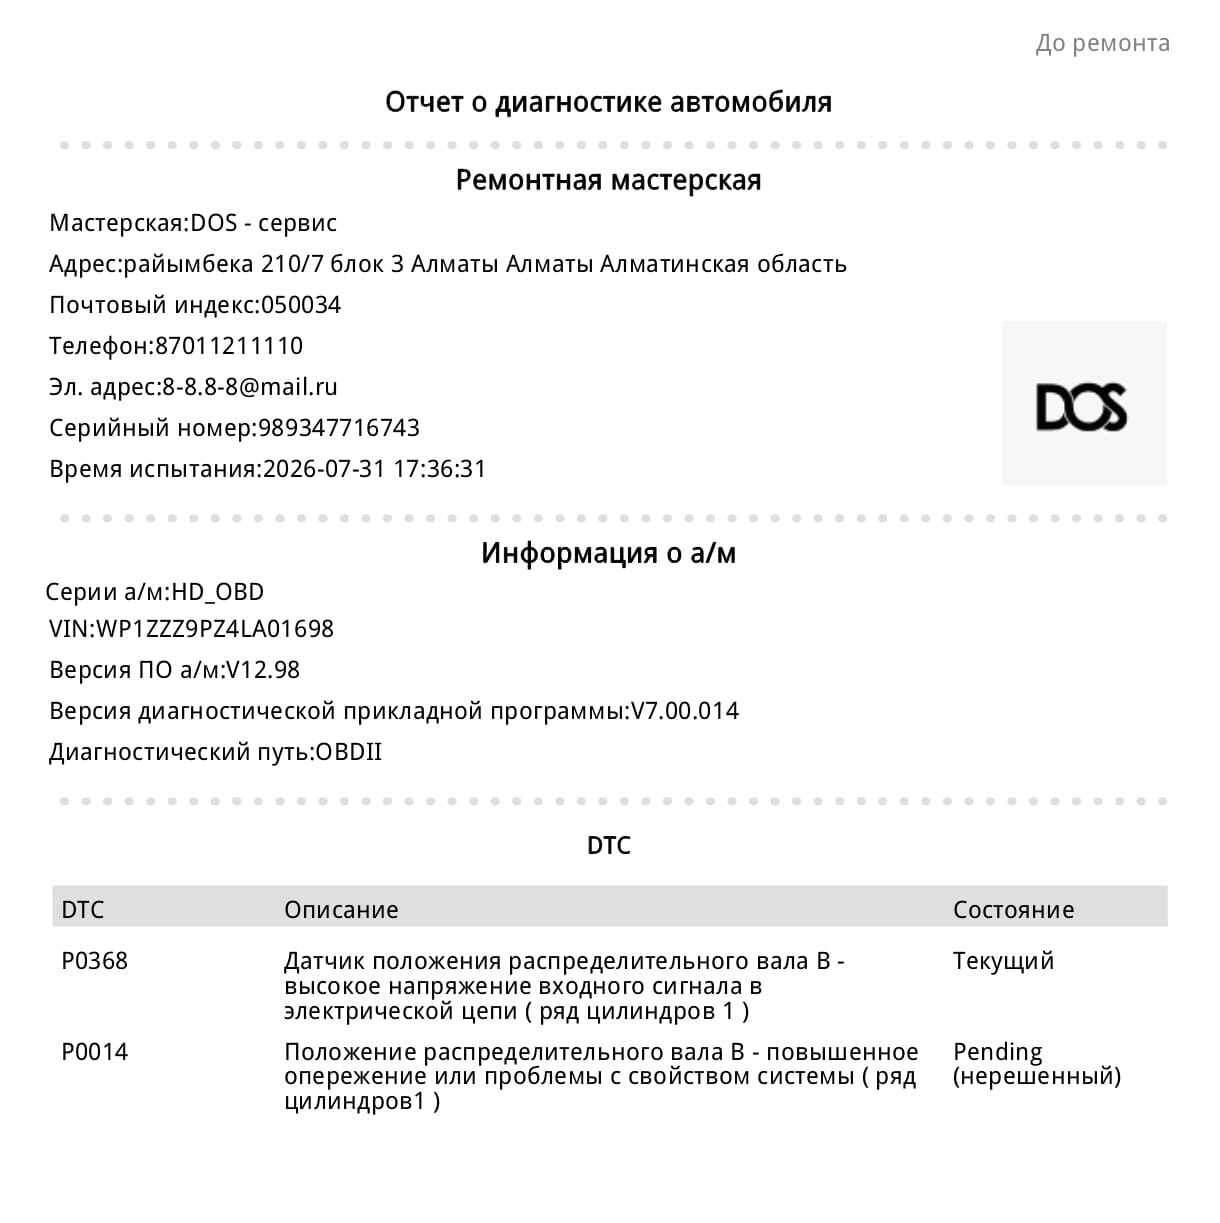 До ремонта
Отчет о диагностике автомобиля
Ремонтная мастерская
Мастерская:DOS - сервис
Адрес:райымбека 210/7 блок 3 Алматы Алматы Алматинская область
Почтовый индекс:050034
Телефон:87011211110
Эл. адрес:8-8.8-8@mail.ru
Серийный номер:989347716743
Время испытания:2026-07-31 17:36:31
DOS
Информация о а/м
Серии а/м:HD_OBD
VIN:WP1ZZZ9PZ4LA01698
Версия ПО а/м:V12.98
Версия диагностической прикладной программы:V7.00.014
Диагностический путь:OBDII
DTC
DTC Описание Состояние
P0368 Датчик положения распределительного вала B - Текущий
высокое напряжение входного сигнала в
электрической цепи ( ряд цилиндров 1 )
P0014 Положение распределительного вала B - повышенное Pending
опережение или проблемы с свойством системы ( ряд (нерешенный)
цилиндров1 )